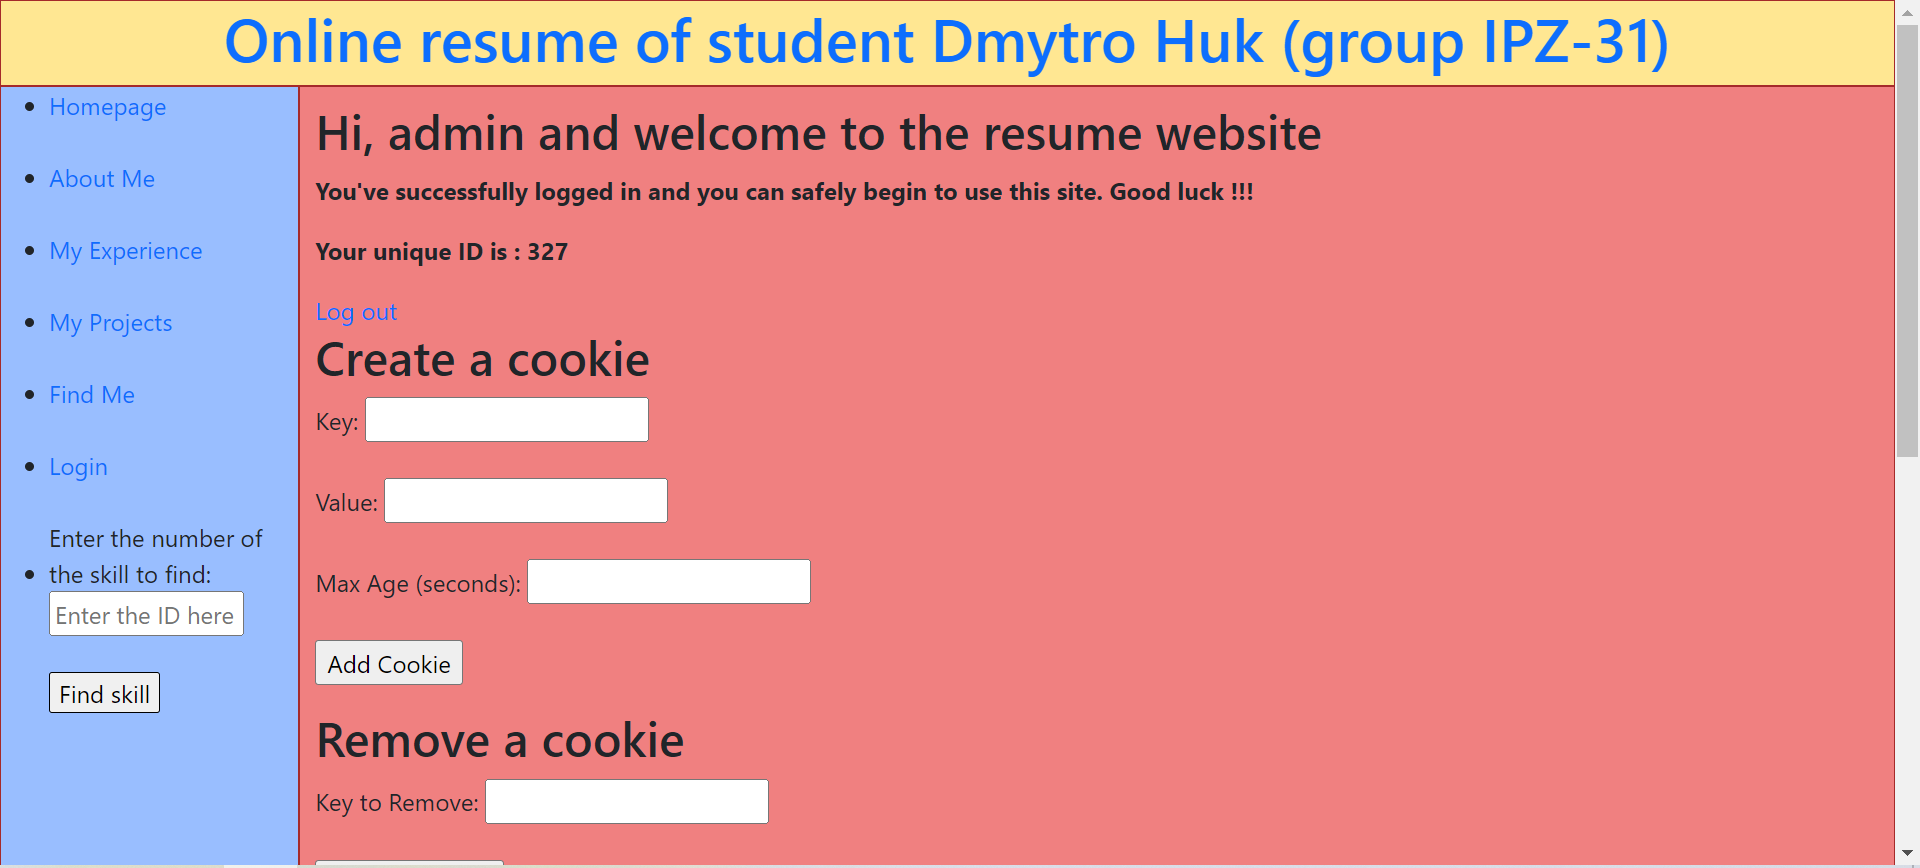 Online resume of student Dmytro Huk (group IPZ-31)
Homepage
About Me
My Experience
My Projects
Find Me
Login
Enter the number of
the skill to find:
Enter the ID here
Find skill
Hi, admin and welcome to the resume website
You've successfully logged in and you can safely begin to use this site. Good luck !!!
Your unique ID is : 327
Log out
Create a cookie
Key:
Value:
Max Age (seconds):
Add Cookie
Remove a cookie
Key to Remove: